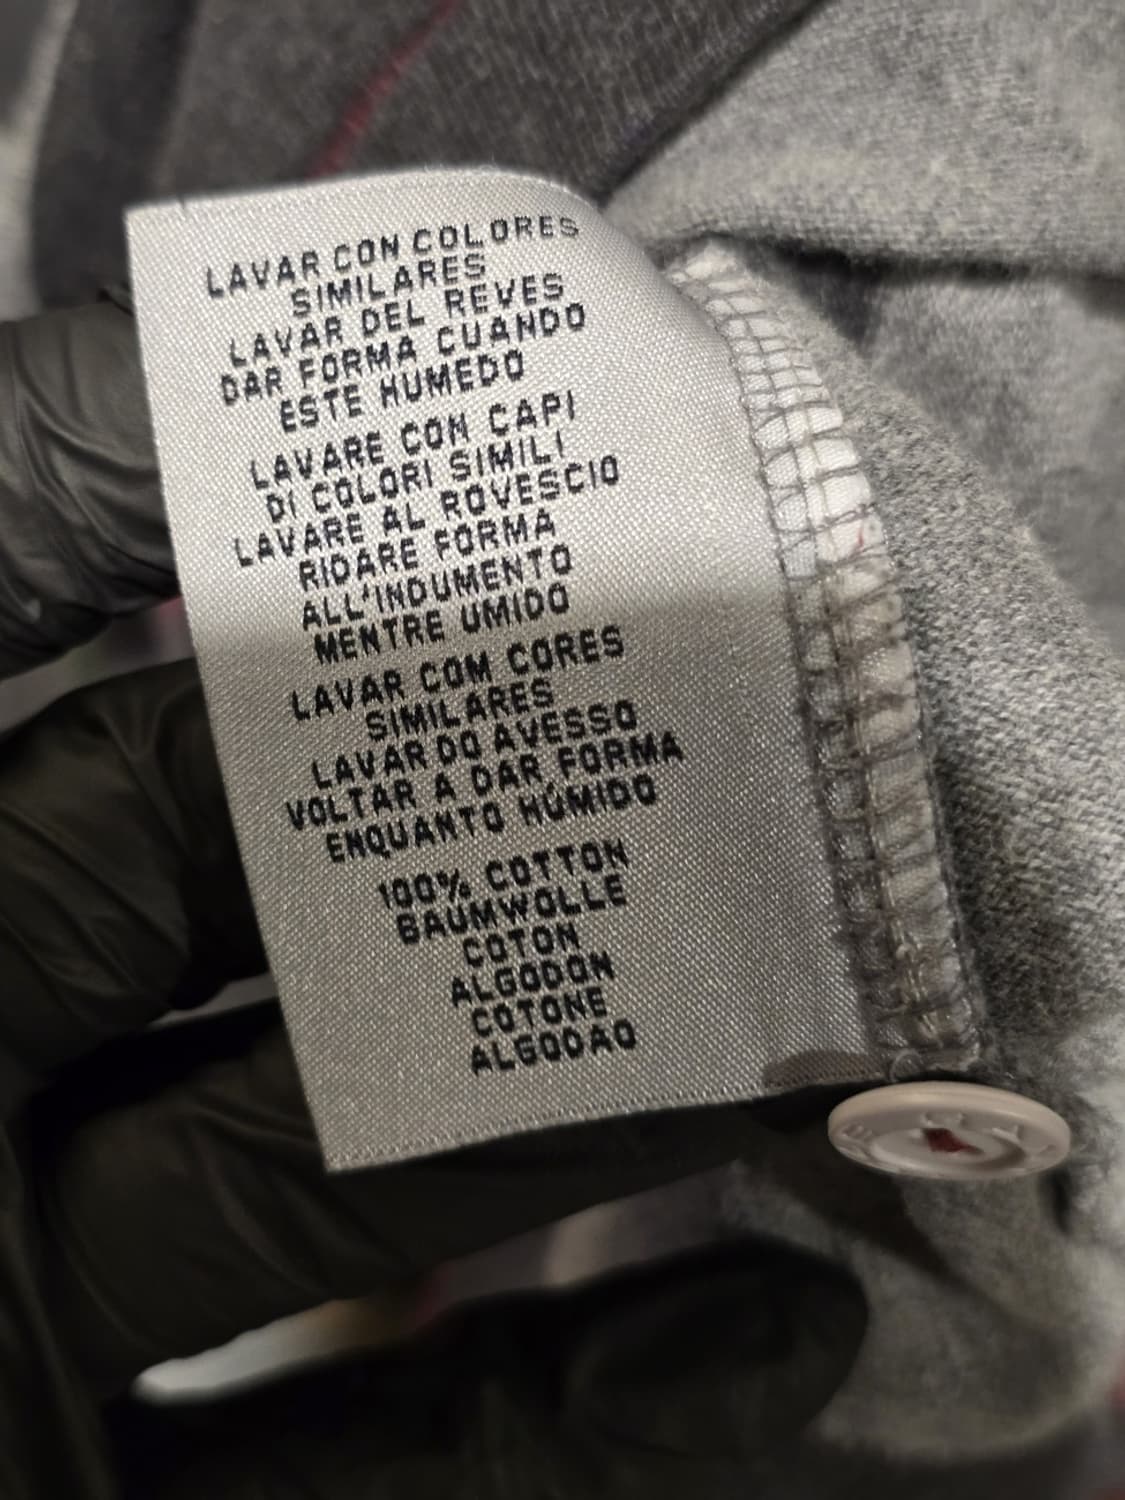 LAVAR CON COLORES
SIMILARES
LAVAR DEL REVES
DAR FORMA CUANDO
ESTE HUMEDO
LAVARE CON CAPI
DI COLORI SIMILI
LAVARE AL ROVESCIO
RIDARE FORMA
ALL'INDUMENTO
MENTRE UMIDO
LAVAR COM CORES
SIMILARES
LAVAR DO AVESSO
VOLTAR A DAR FORMA
ENQUANTO HÚMIDO
100% COTTON
BAUMWOLLE
COTON
ALGODON
COTONE
ALGODAO